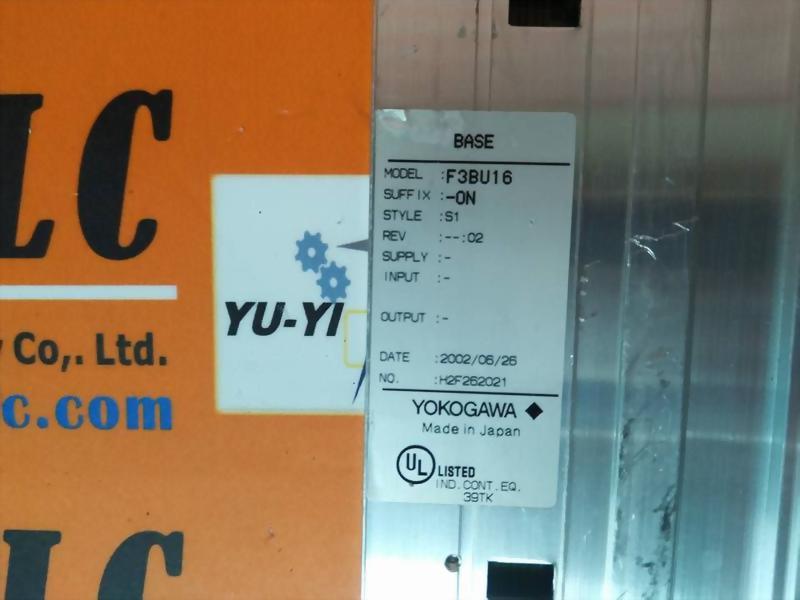 LC
Co,. Ltd.
c.com
LC
YU-YI
BASE
MODEL :F3BU16
SUFFIX :-0N
STYLE :S1
REV :--:02
SUPPLY :-
INPUT :-
OUTPUT :-
DATE :2002/06/26
NO. :H2F262021
YOKOGAWA ◆
Made in Japan
UL LISTED
IND.CONT.EQ.
39TK